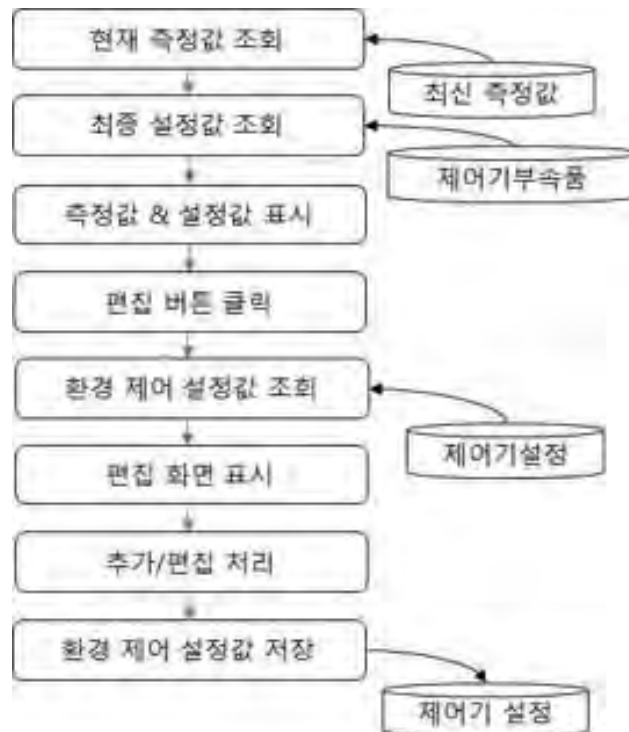 현재 측정값 조회
최신 측정값
최종 설정값 조회
제어기부속품
측정값 & 설정값 표시
편집 버튼 클릭
환경 제어 설정값 조회
제어기설정
편집 화면 표시
추가/편집 처리
환경 제어 설정값 저장
제어기 설정